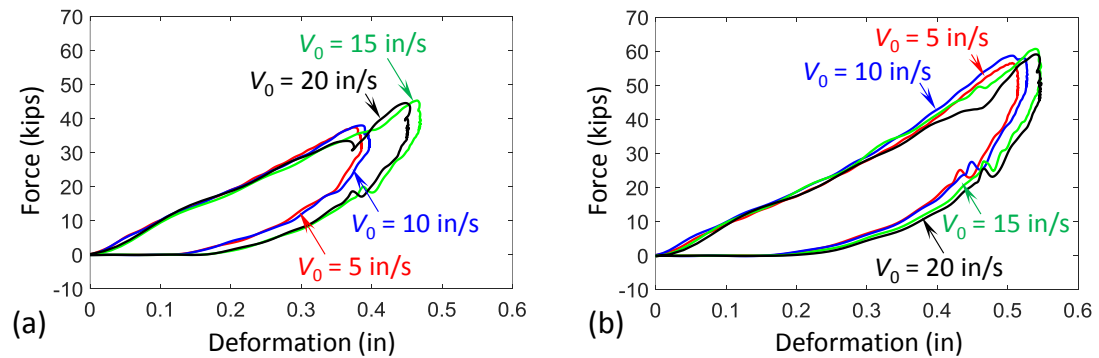 70
60
50
40
30
20
10
0
-10
Force (kips)
V0 = 15 in/s
V0 = 20 in/s
V0 = 10 in/s
V0 = 5 in/s
0 0.1 0.2 0.3 0.4 0.5 0.6
Deformation (in)
(a)
70
60
50
40
30
20
10
0
-10
Force (kips)
V0 = 5 in/s
V0 = 10 in/s
V0 = 15 in/s
V0 = 20 in/s
0 0.1 0.2 0.3 0.4 0.5 0.6
Deformation (in)
(b)